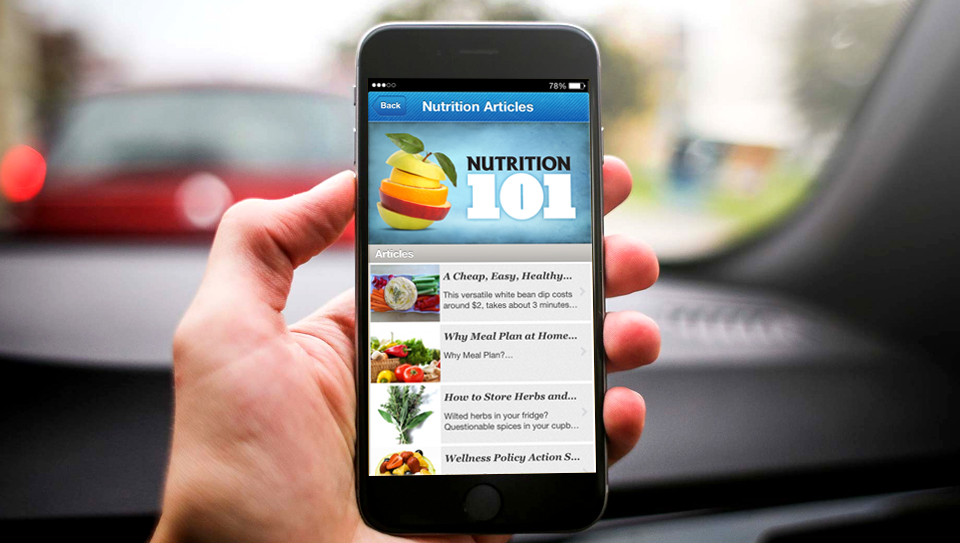 78%
Back
Nutrition Articles
NUTRITION
101
Articles
A Cheap, Easy, Healthy...
This versatile white bean dip costs
around $2, takes about 3 minutes...
Why Meal Plan at Home...
Why Meal Plan?...
How to Store Herbs and...
Wilted herbs in your fridge?
Questionable spices in your cupb...
Wellness Policy Action S...